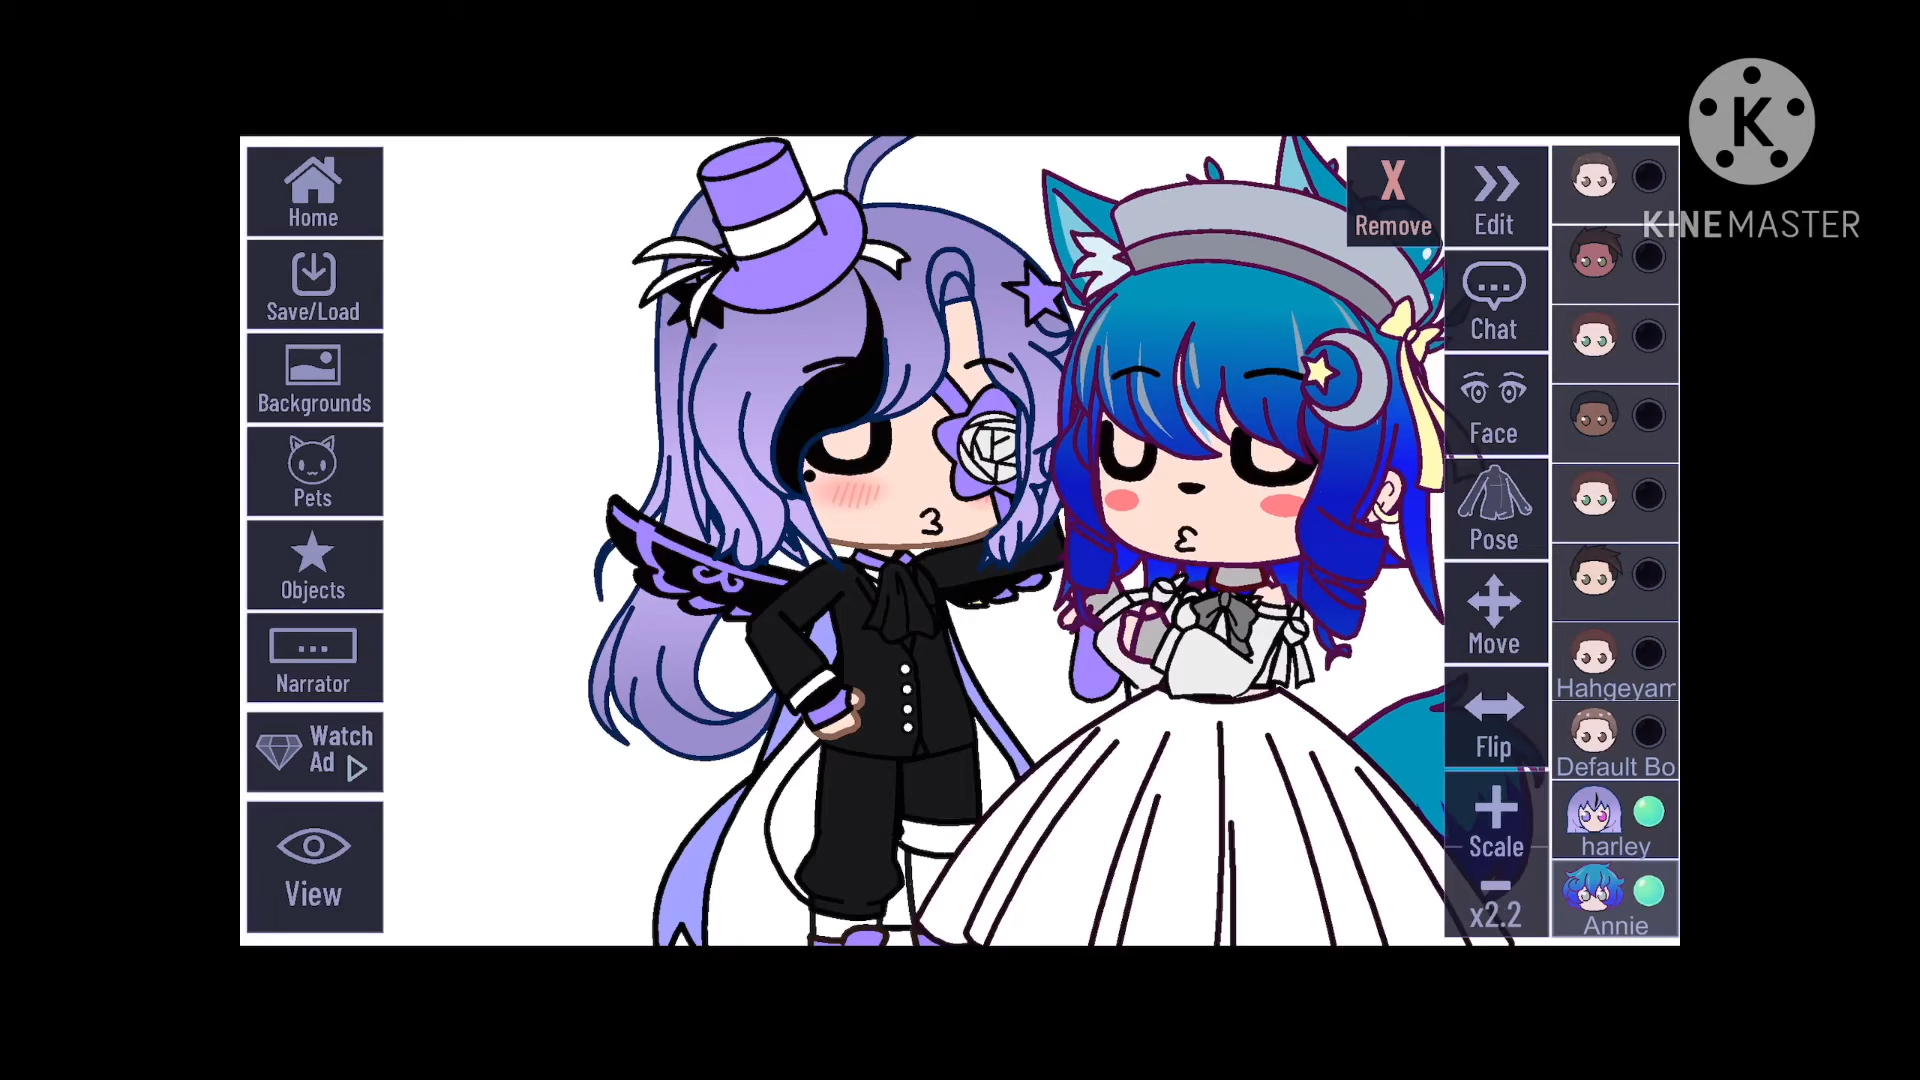 Home
Save/Load
Backgrounds
Pets
Objects
Narrator
Watch
Ad
View
X
Remove
Edit
Chat
Face
Pose
Move
Flip
Scale
x2.2
Hahgeyam
Default Bo
harley
Annie
K
KINEMASTER